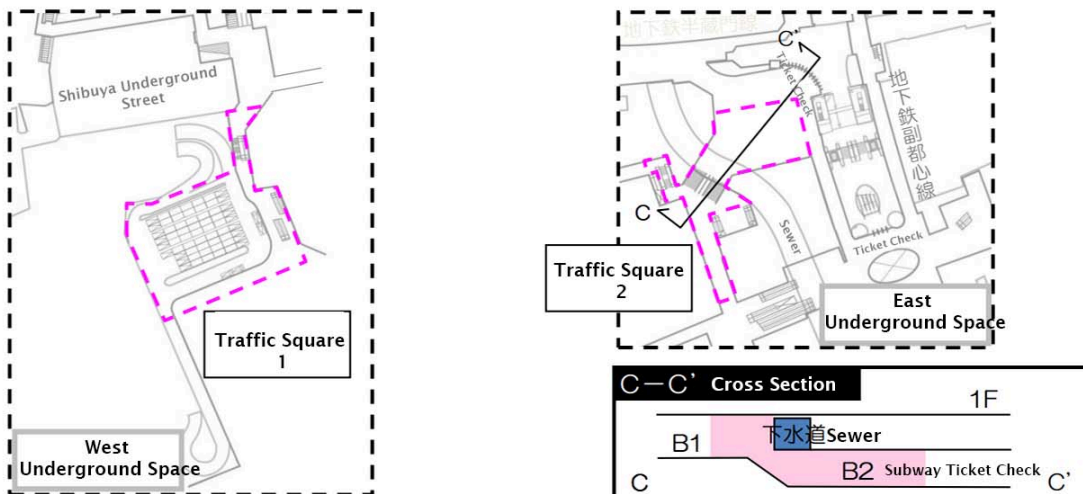 Shibuya Underground
Street
Traffic Square
1
West
Underground Space
地下鉄半蔵門線
C'
Ticket Check
地下鉄副都心線
C
Sewer
Ticket Check
Traffic Square
2
East
Underground Space
C-C' Cross Section
1F
下水道Sewer
B1
B2 Subway Ticket Check
C
C'